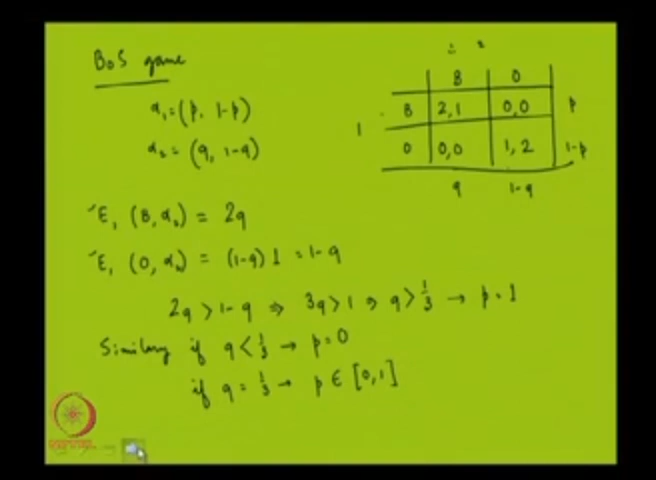 BoS game
α₁ = (p, 1-p)
α₂ = (q, 1-q)
2
B O
B 2,1 0,0 p
1
O 0,0 1,2 1-p
q 1-q
E₁ (B, α₂) = 2q
E₁ (O, α₂) = (1-q) 1 = 1-q
2q > 1-q ⇒ 3q > 1 ⇒ q > 1/3 → p = 1
Similary if q < 1/3 → p = 0
if q = 1/3 → p ∈ [0,1]